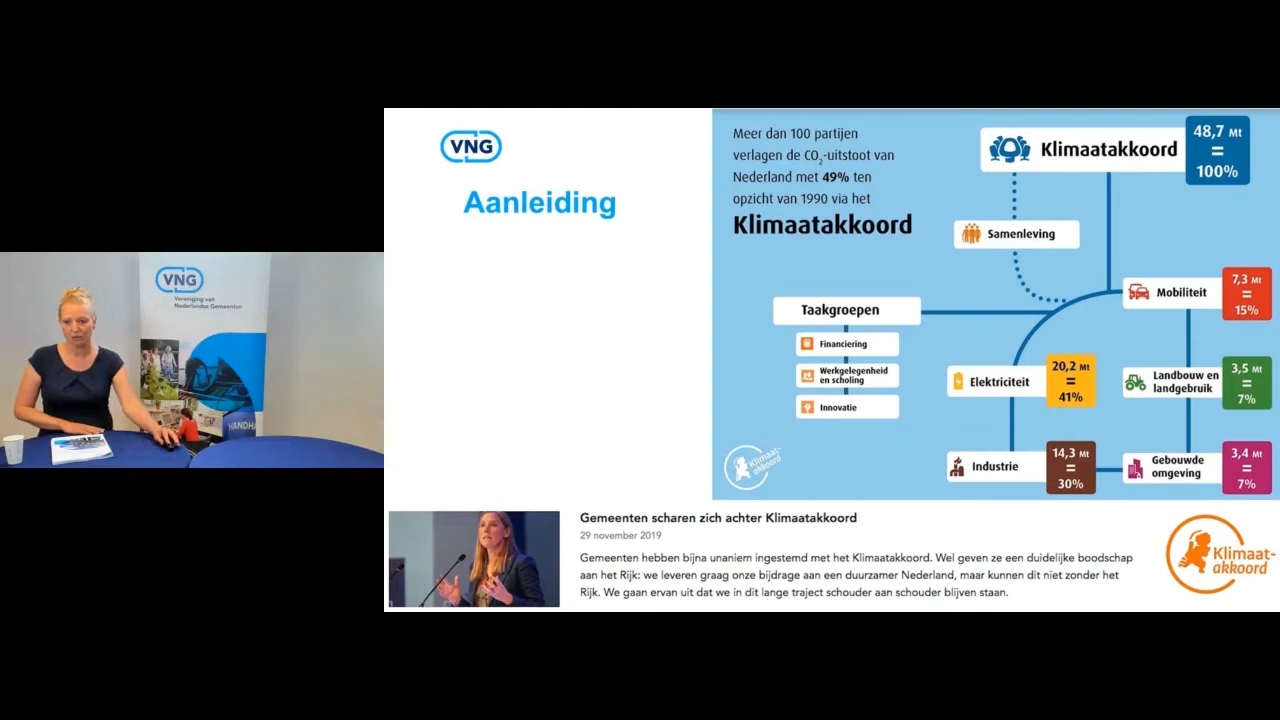 VNG
Vereniging van
Nederlandse Gemeenten
VNG
Aanleiding
Meer dan 100 partijen
verlagen de CO₂-uitstoot van
Nederland met 49% ten
opzicht van 1990 via het
Klimaatakkoord
Klimaatakkoord
48,7 Mt
=
100%
Samenleving
Mobiliteit
7,3 Mt
=
15%
Taakgroepen
Financiering
Werkgelegenheid
en scholing
Innovatie
Elektriciteit
20,2 Mt
=
41%
Landbouw en
landgebruik
3,5 Mt
=
7%
Industrie
14,3 Mt
=
30%
Gebouwde
omgeving
3,4 Mt
=
7%
Klimaat-
akkoord
Gemeenten scharen zich achter Klimaatakkoord
29 november 2019
Gemeenten hebben bijna unaniem ingestemd met het Klimaatakkoord. Wel geven ze een duidelijke boodschap
aan het Rijk: we leveren graag onze bijdrage aan een duurzamer Nederland, maar kunnen dit niet zonder het
Rijk. We gaan ervan uit dat we in dit lange traject schouder aan schouder blijven staan.
Klimaat-
akkoord